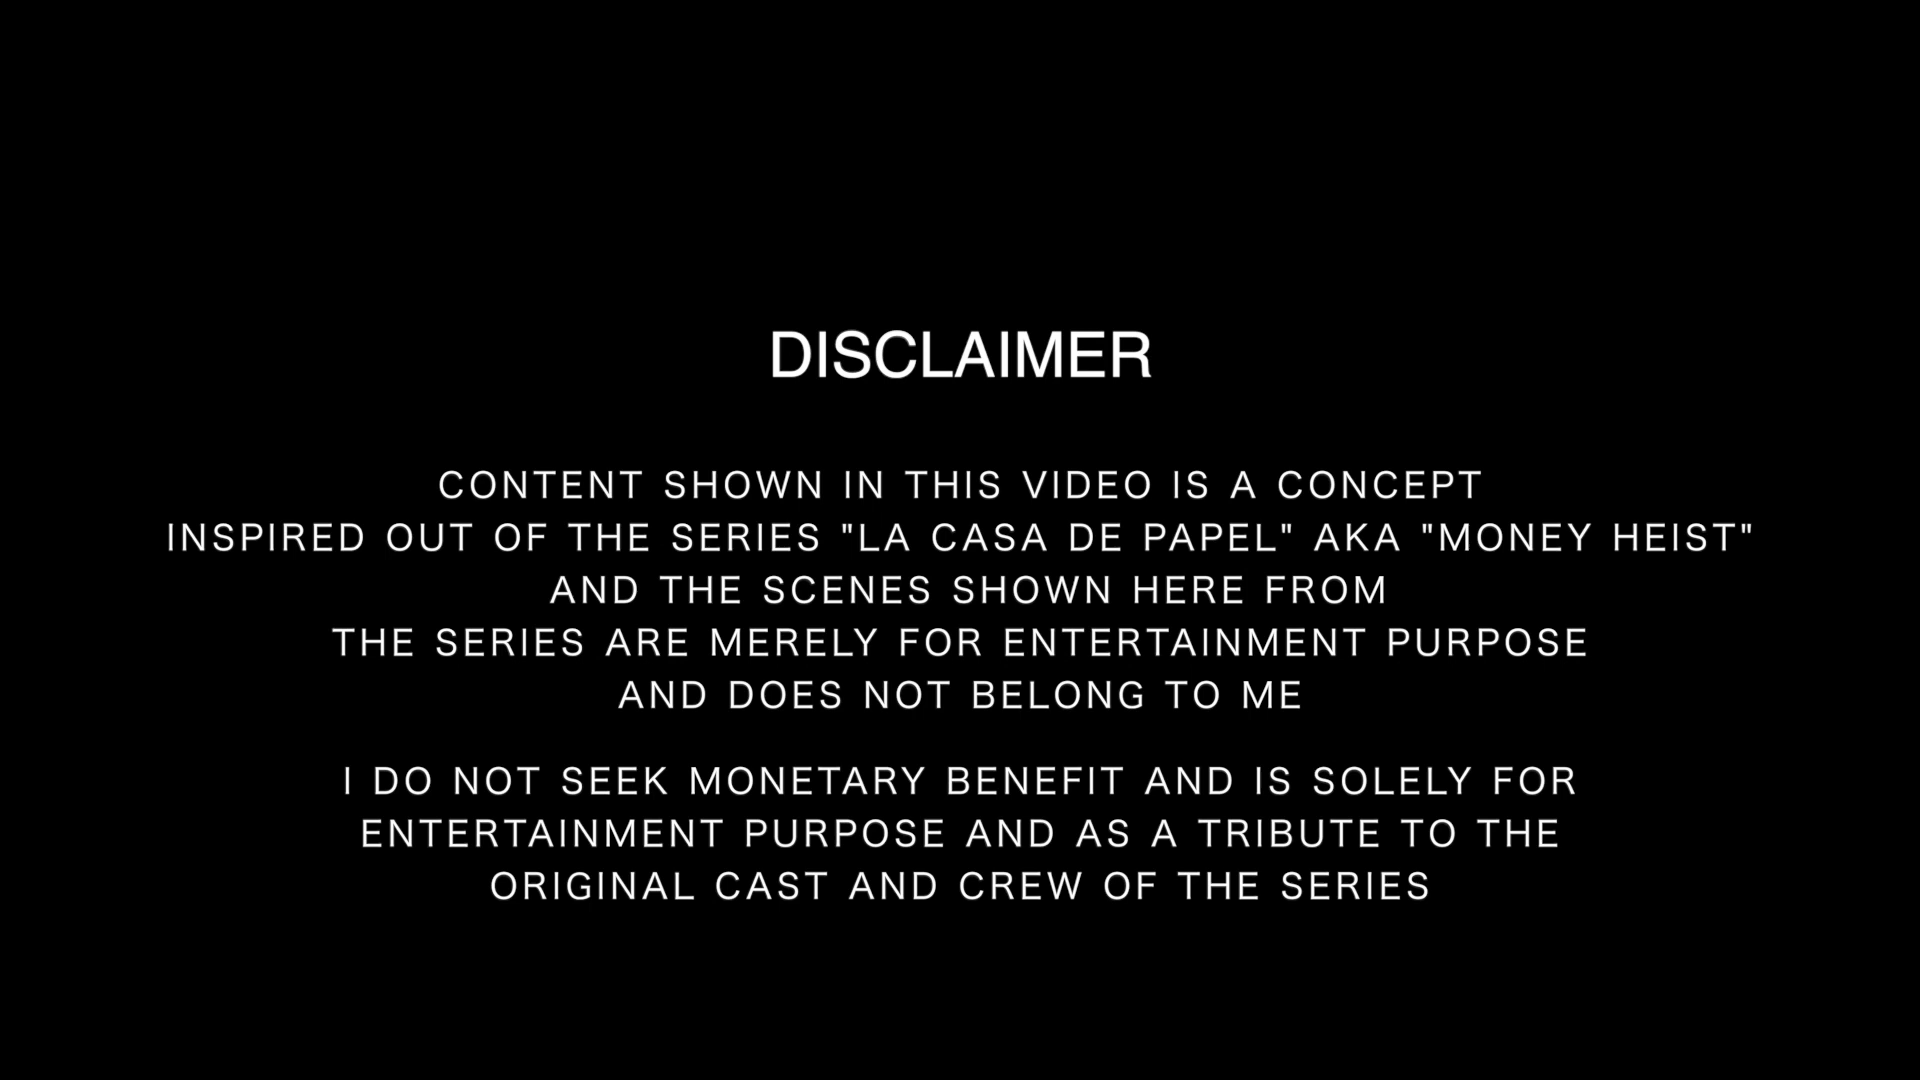 DISCLAIMER
CONTENT SHOWN IN THIS VIDEO IS A CONCEPT
INSPIRED OUT OF THE SERIES "LA CASA DE PAPEL" AKA "MONEY HEIST"
AND THE SCENES SHOWN HERE FROM
THE SERIES ARE MERELY FOR ENTERTAINMENT PURPOSE
AND DOES NOT BELONG TO ME
I DO NOT SEEK MONETARY BENEFIT AND IS SOLELY FOR
ENTERTAINMENT PURPOSE AND AS A TRIBUTE TO THE
ORIGINAL CAST AND CREW OF THE SERIES